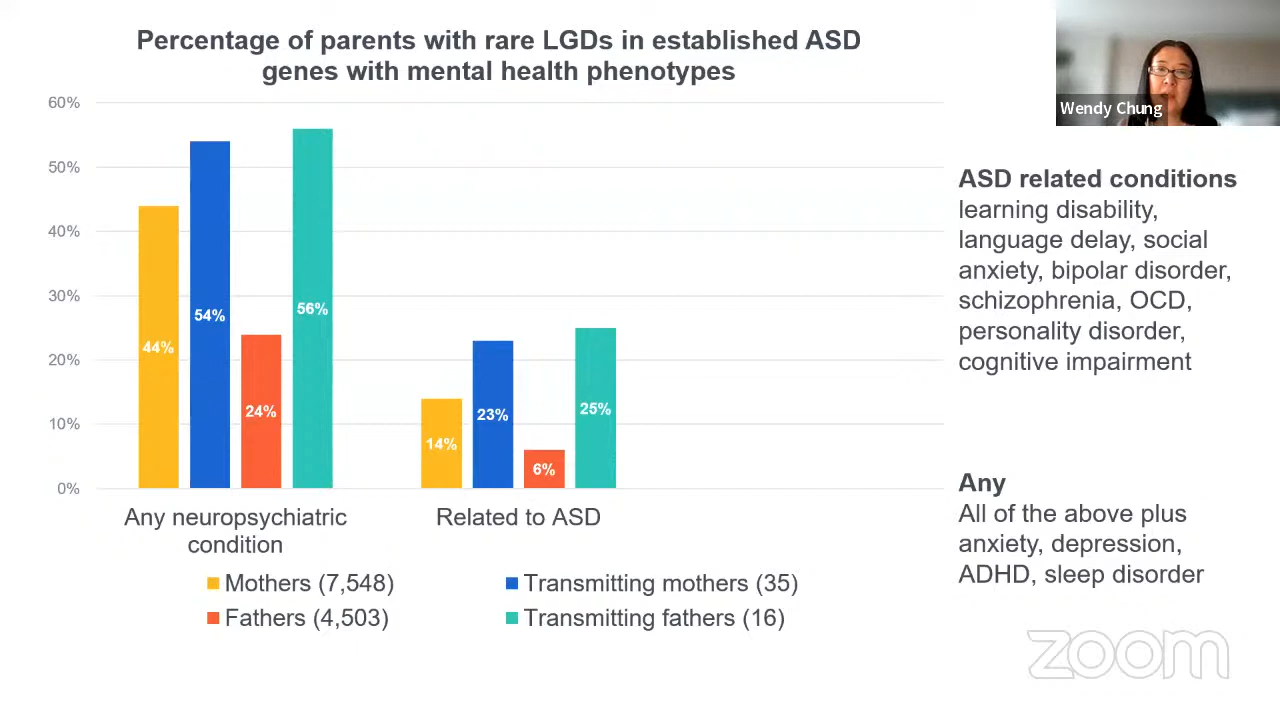 Percentage of parents with rare LGDs in established ASD
genes with mental health phenotypes
Wendy Chung
60%
50%
40%
30%
20%
10%
0%
44%
54%
24%
56%
14%
23%
6%
25%
Any neuropsychiatric
condition
Related to ASD
Mothers (7,548)
Transmitting mothers (35)
Fathers (4,503)
Transmitting fathers (16)
ASD related conditions
learning disability,
language delay, social
anxiety, bipolar disorder,
schizophrenia, OCD,
personality disorder,
cognitive impairment
Any
All of the above plus
anxiety, depression,
ADHD, sleep disorder
zoom